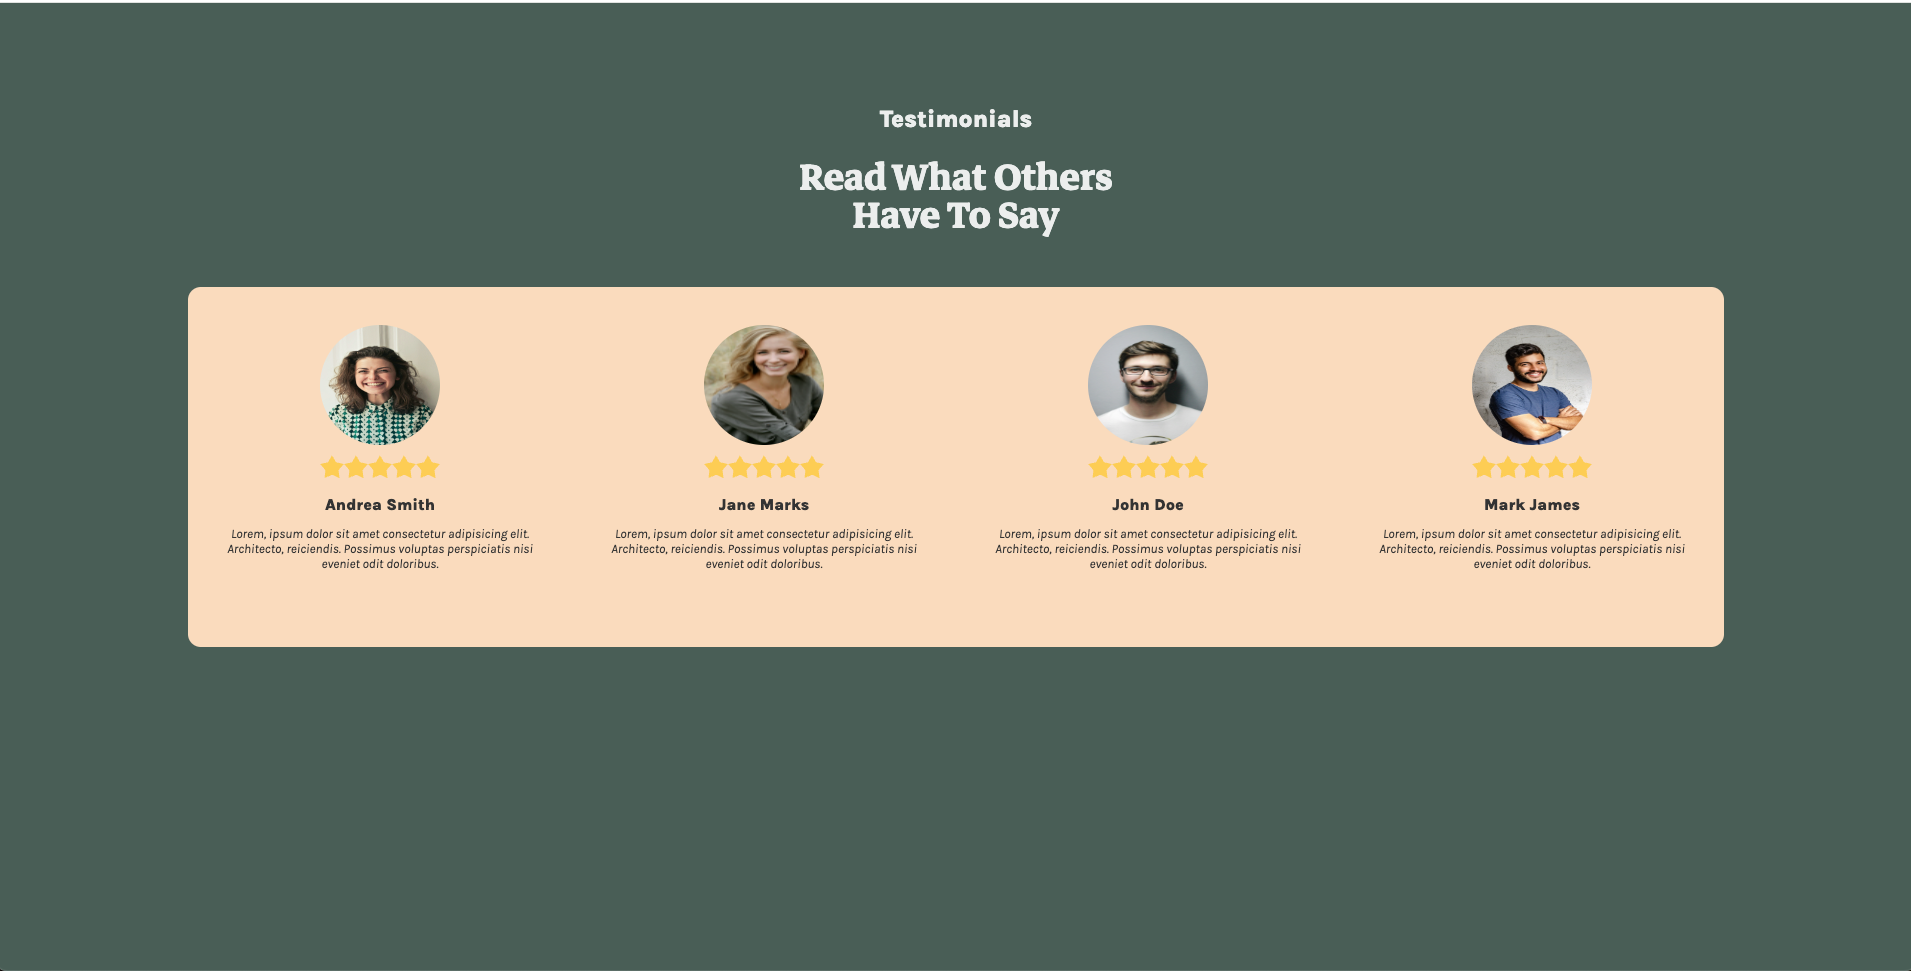 Testimonials
Read What Others
Have To Say
Andrea Smith
Lorem, ipsum dolor sit amet consectetur adipisicing elit.
Architecto, reiciendis. Possimus voluptas perspiciatis nisi
eveniet odit doloribus.
Jane Marks
Lorem, ipsum dolor sit amet consectetur adipisicing elit.
Architecto, reiciendis. Possimus voluptas perspiciatis nisi
eveniet odit doloribus.
John Doe
Lorem, ipsum dolor sit amet consectetur adipisicing elit.
Architecto, reiciendis. Possimus voluptas perspiciatis nisi
eveniet odit doloribus.
Mark James
Lorem, ipsum dolor sit amet consectetur adipisicing elit.
Architecto, reiciendis. Possimus voluptas perspiciatis nisi
eveniet odit doloribus.